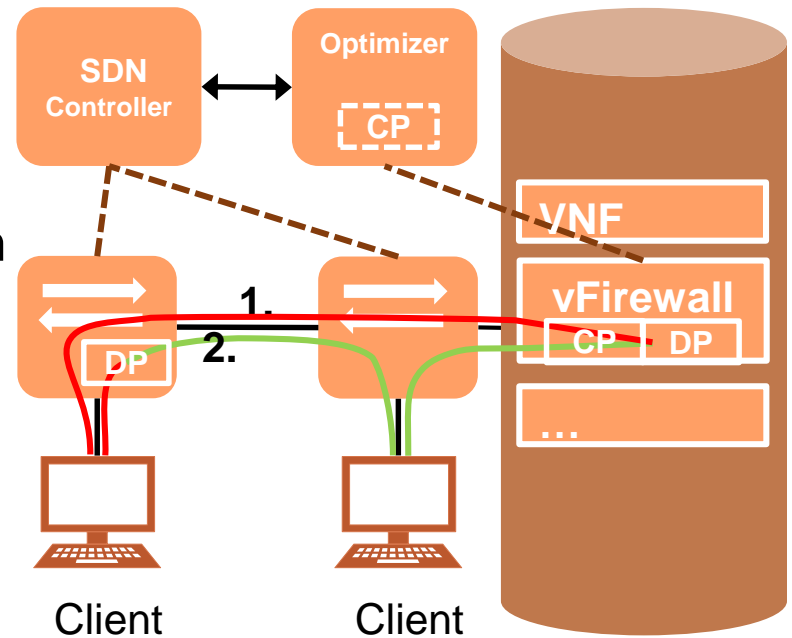 SDN
Controller
Optimizer
CP
VNF
n
1.
2.
DP
vFirewall
CP DP
...
Client
Client